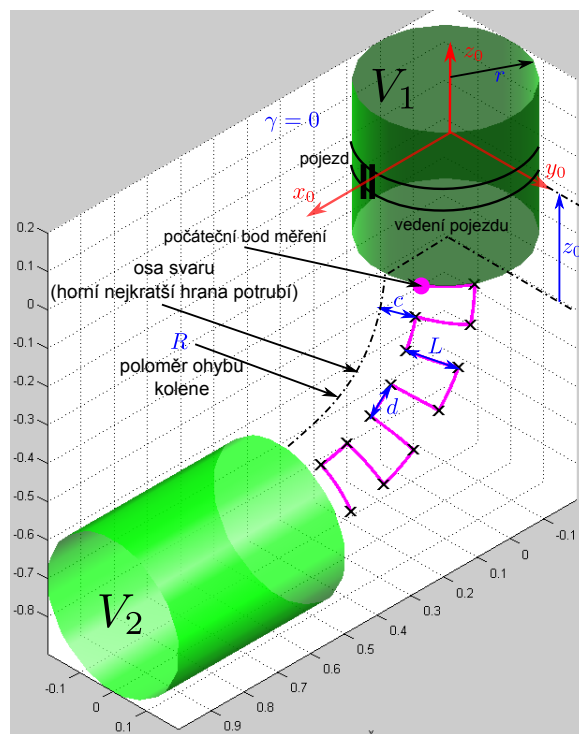 z₀
V₁
r
γ = 0
pojezd
y₀
x₀
vedení pojezdu
počáteční bod měření
z₀
osa svaru
(horní nejkratší hrana potrubí)
c
R
L
poloměr ohybu
kolene
d
V₂
0.2
0.1
0
-0.1
-0.2
-0.3
-0.4
-0.5
-0.6
-0.7
-0.8
-0.1
0
0.1
0.9
0.8
0.7
0.6
0.5
0.4
0.3
0.2
0.1
0
-0.1